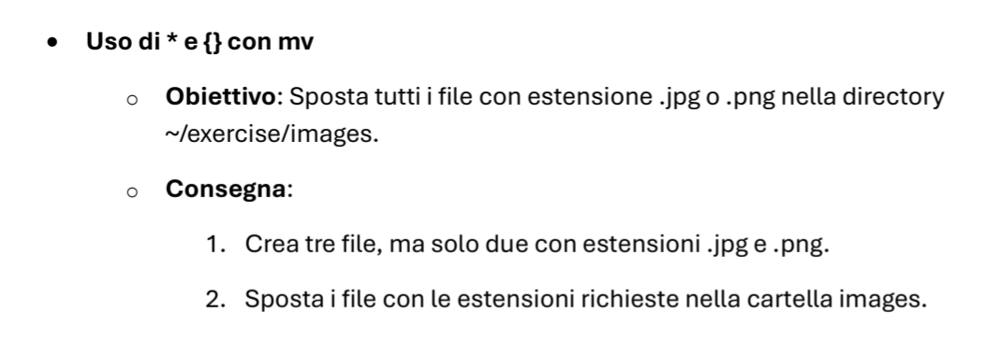 • Uso di * e {} con mv
o Obiettivo: Sposta tutti i file con estensione .jpg o .png nella directory
~/exercise/images.
o Consegna:
1. Crea tre file, ma solo due con estensioni .jpg e .png.
2. Sposta i file con le estensioni richieste nella cartella images.